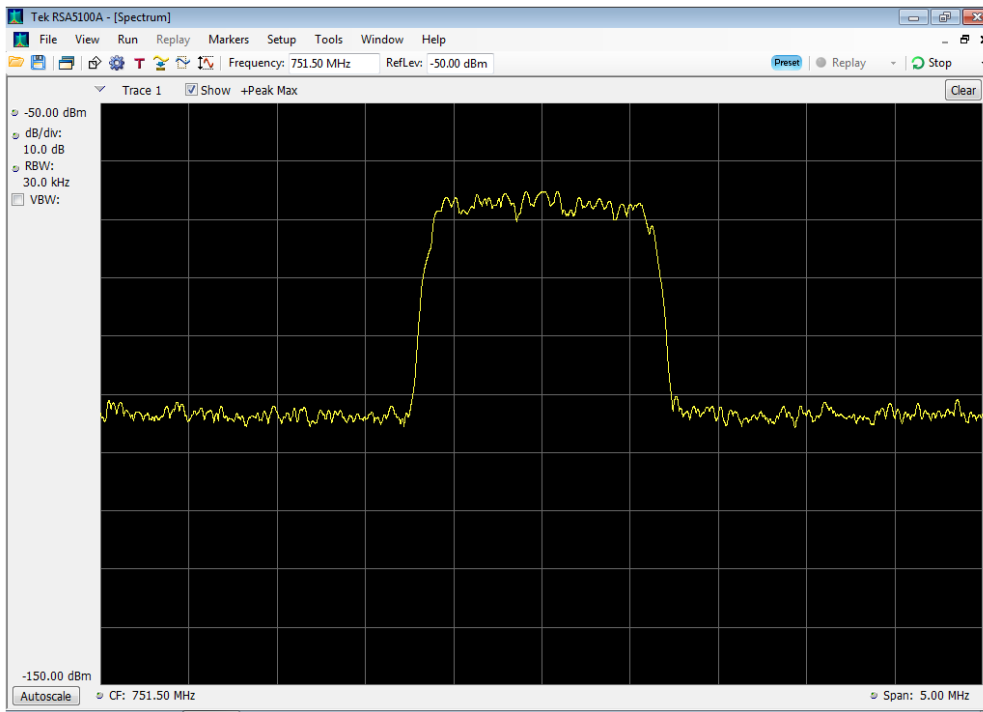 Tek RSA5100A - [Spectrum]
File View Run Replay Markers Setup Tools Window Help
T Frequency: 751.50 MHz RefLev: -50.00 dBm Preset Replay Stop
Trace 1 Show +Peak Max Clear
-50.00 dBm
dB/div:
10.0 dB
RBW:
30.0 kHz
VBW:
-150.00 dBm
Autoscale CF: 751.50 MHz Span: 5.00 MHz